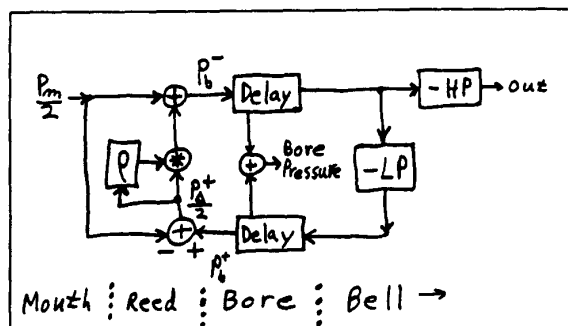 P_m/2
p_b^-
Delay
-HP
out
+
Bore
Pressure
-LP
ρ
*
+
P_Δ^+/2
- + +
Delay
p_b^+
Mouth ⋮ Reed ⋮ Bore ⋮ Bell →